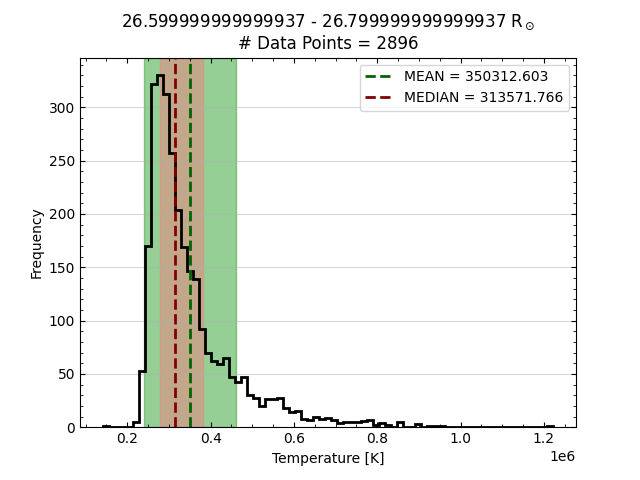 26.599999999999937 - 26.799999999999937 R⊙
# Data Points = 2896
MEAN = 350312.603
MEDIAN = 313571.766
Frequency
300
250
200
150
100
50
0
0.2 0.4 0.6 0.8 1.0 1.2
1e6
Temperature [K]